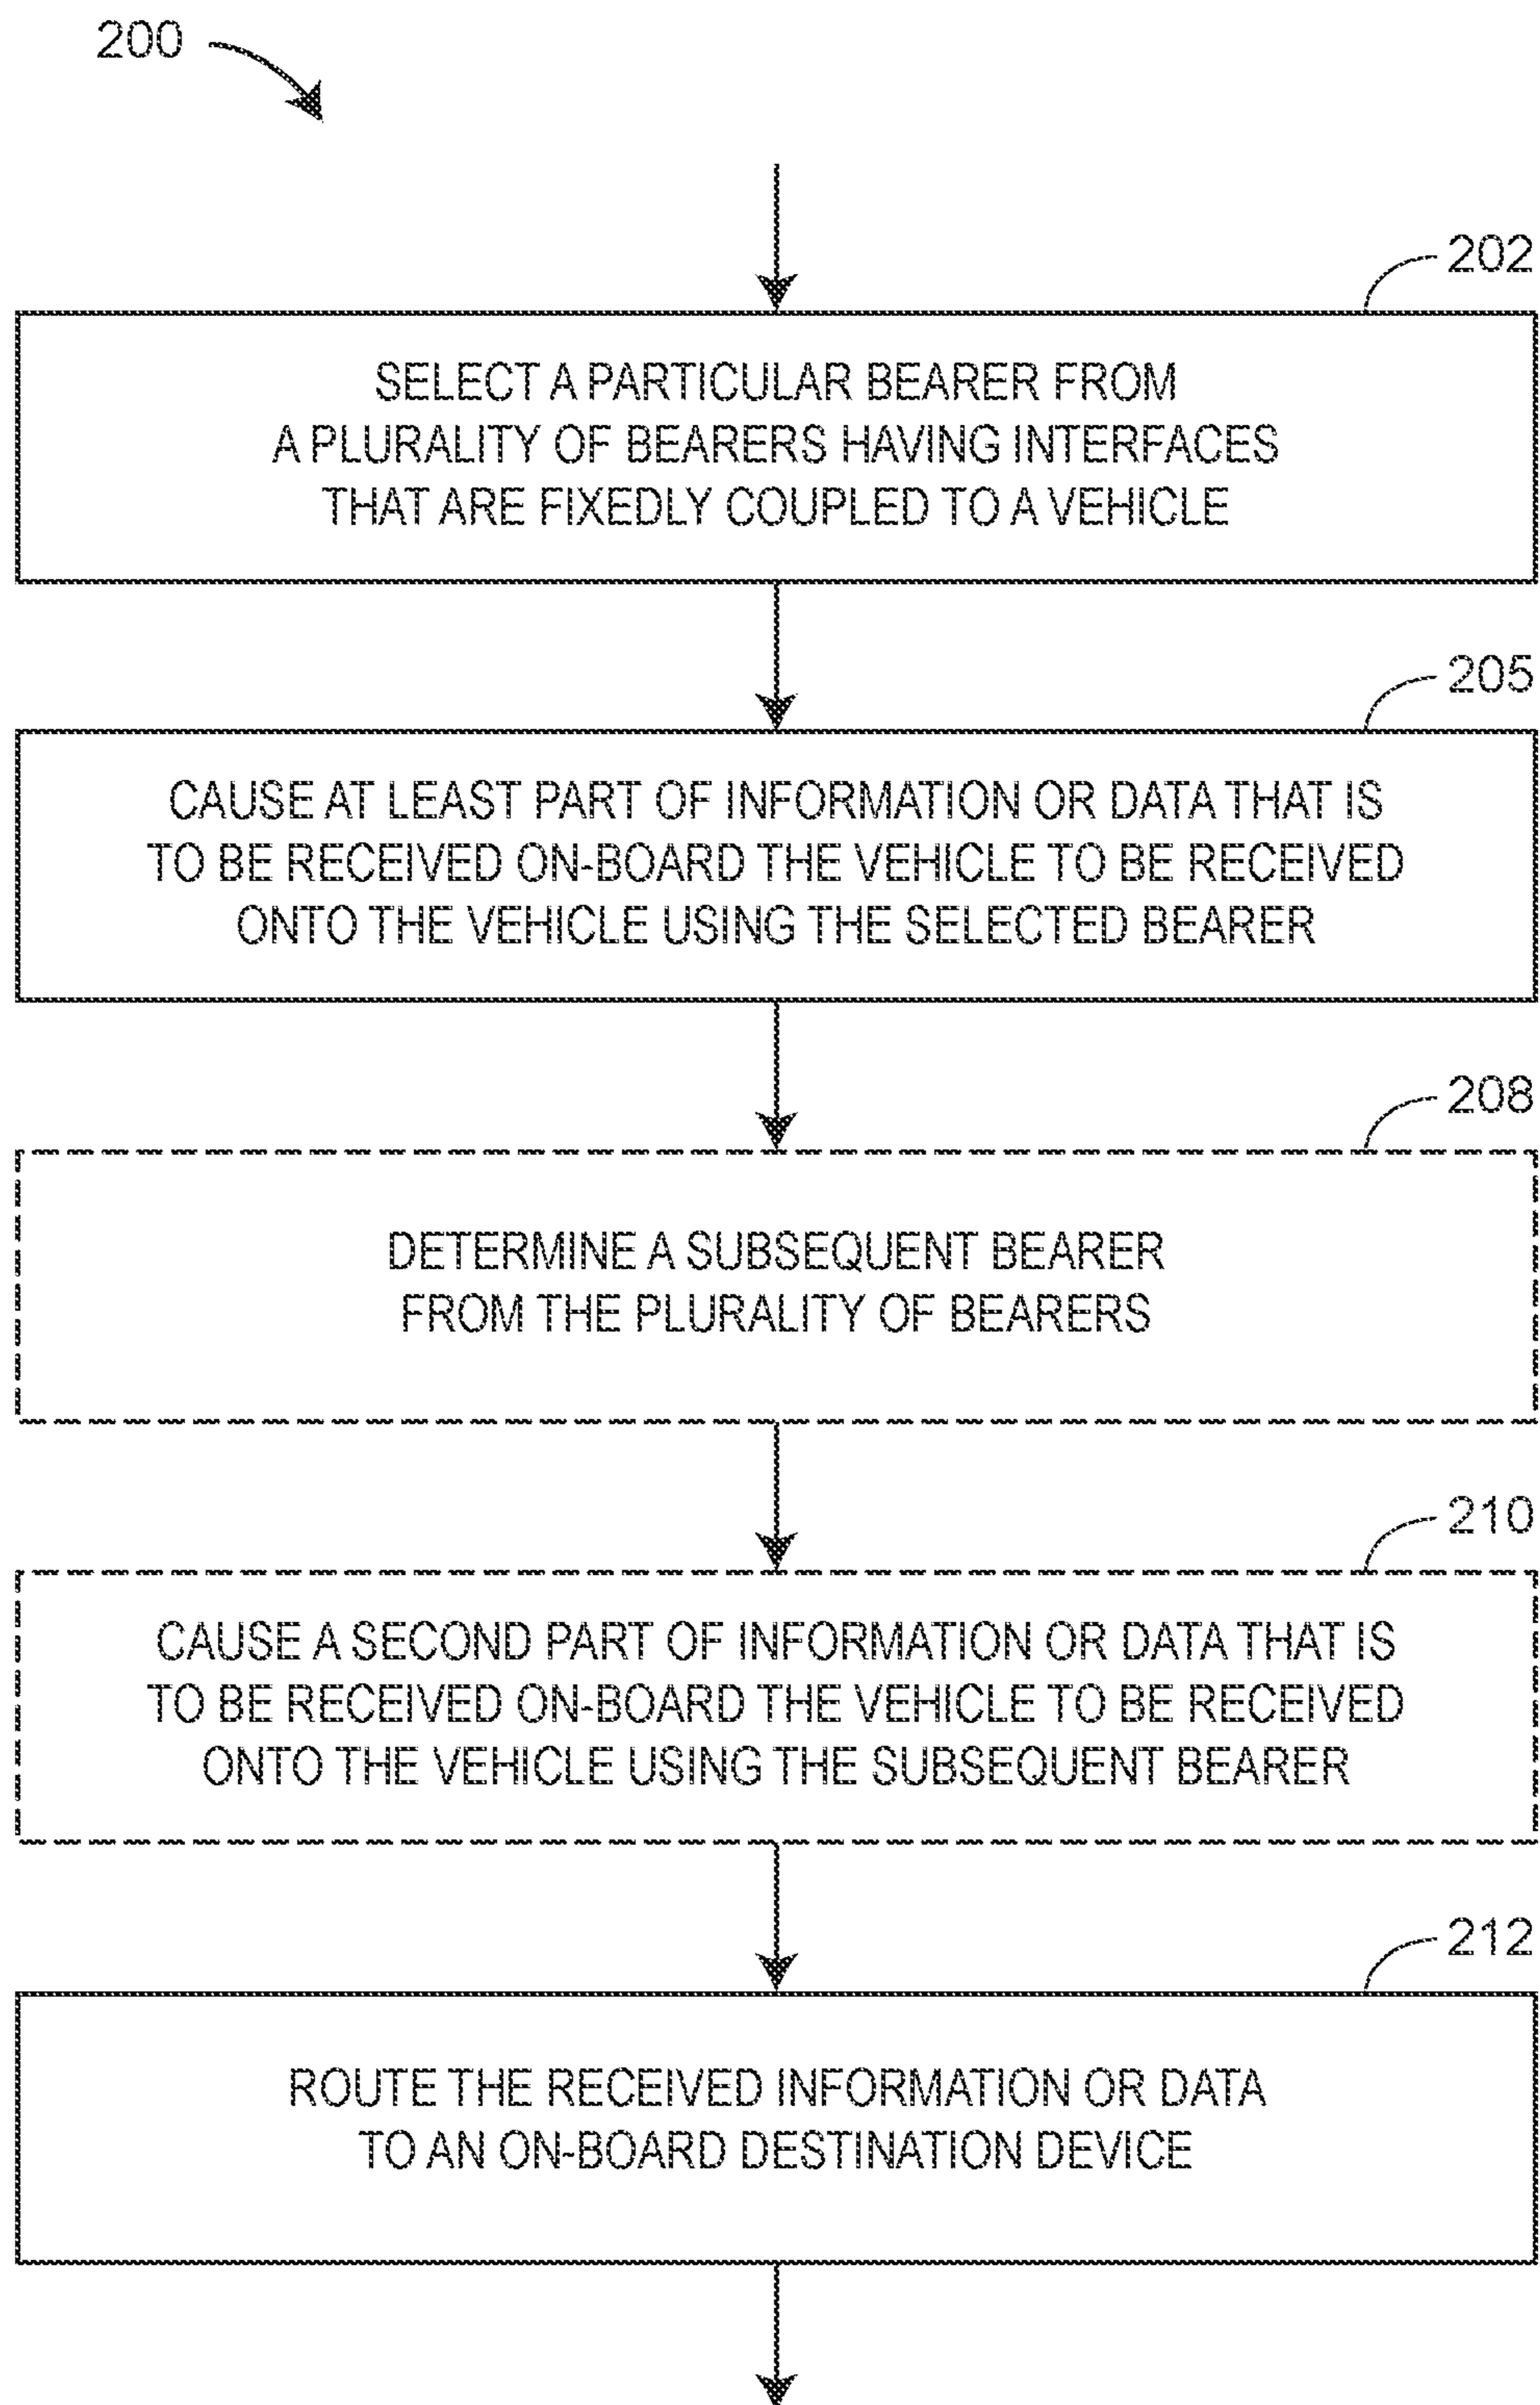 200
202
SELECT A PARTICULAR BEARER FROM
A PLURALITY OF BEARERS HAVING INTERFACES
THAT ARE FIXEDLY COUPLED TO A VEHICLE
205
CAUSE AT LEAST PART OF INFORMATION OR DATA THAT IS
TO BE RECEIVED ON-BOARD THE VEHICLE TO BE RECEIVED
ONTO THE VEHICLE USING THE SELECTED BEARER
208
DETERMINE A SUBSEQUENT BEARER
FROM THE PLURALITY OF BEARERS
210
CAUSE A SECOND PART OF INFORMATION OR DATA THAT IS
TO BE RECEIVED ON-BOARD THE VEHICLE TO BE RECEIVED
ONTO THE VEHICLE USING THE SUBSEQUENT BEARER
212
ROUTE THE RECEIVED INFORMATION OR DATA
TO AN ON-BOARD DESTINATION DEVICE